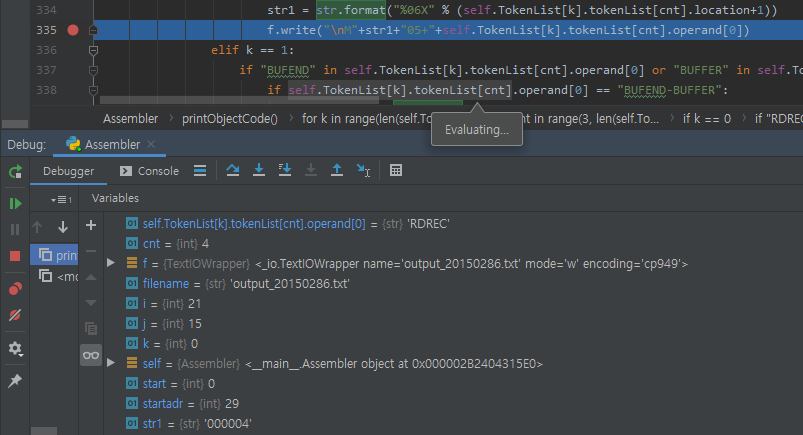 334 str1 = str.format("%06X" % (self.TokenList[k].tokenList[cnt].location+1))
335 f.write("\nM"+str1+"05+"+self.TokenList[k].tokenList[cnt].operand[0])
336 elif k == 1:
337 if "BUFEND" in self.TokenList[k].tokenList[cnt].operand[0] or "BUFFER" in self.To
338 if self.TokenList[k].tokenList[cnt].operand[0] == "BUFEND-BUFFER":
Assembler › printObjectCode() › for k in range(len(self.To... nt in range(3, len(self.To... › if k == 0 › if "RDREC"
Evaluating...
Debug: Assembler ×
Debugger Console
1 Variables
self.TokenList[k].tokenList[cnt].operand[0] = {str} 'RDREC'
cnt = {int} 4
f = {TextIOWrapper} <_io.TextIOWrapper name='output_20150286.txt' mode='w' encoding='cp949'>
filename = {str} 'output_20150286.txt'
i = {int} 21
j = {int} 15
k = {int} 0
self = {Assembler} <__main__.Assembler object at 0x000002B2404315E0>
start = {int} 0
startadr = {int} 29
str1 = {str} '000004'
prin
<mo